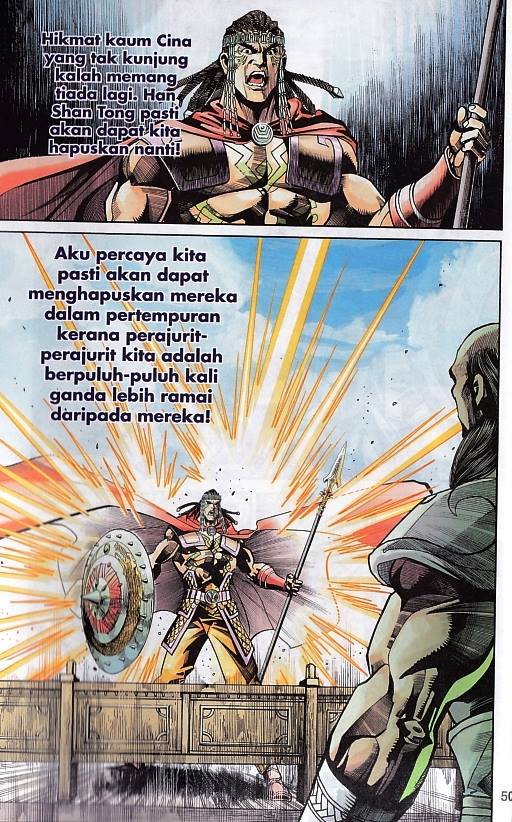 Hikmat kaum Cina
yang tak kunjung
kalah memang
tiada lagi. Han
Shan Tong pasti
akan dapat kita
hapuskan nanti!
Aku percaya kita
pasti akan dapat
menghapuskan mereka
dalam pertempuran
kerana perajurit-
perajurit kita adalah
berpuluh-puluh kali
ganda lebih ramai
daripada mereka!
50